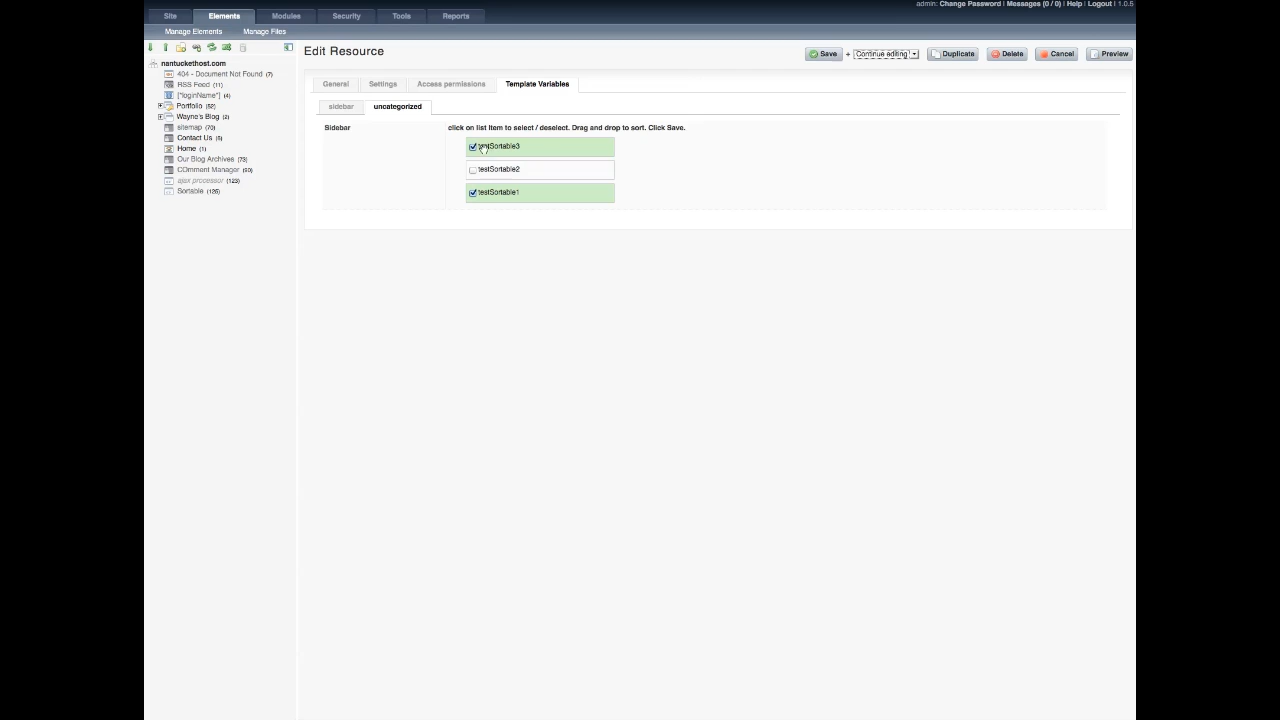 admin: Change Password | Messages (0 / 0) | Help | Logout | 1.0.5
Site Elements Modules Security Tools Reports
Manage Elements Manage Files
nantuckethost.com
404 - Document Not Found (7)
RSS Feed (11)
[*loginName*] (4)
Portfolio (52)
Wayne's Blog (2)
sitemap (70)
Contact Us (6)
Home (1)
Our Blog Archives (73)
COmment Manager (90)
ajax processor (123)
Sortable (126)
Edit Resource
Save + Continue editing Duplicate Delete Cancel Preview
General Settings Access permissions Template Variables
sidebar uncategorized
Sidebar click on list item to select / deselect. Drag and drop to sort. Click Save.
testSortable3
testSortable2
testSortable1